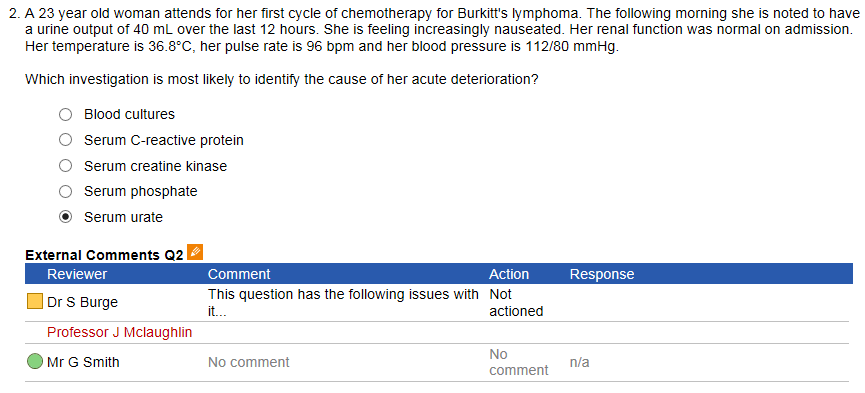 2. A 23 year old woman attends for her first cycle of chemotherapy for Burkitt's lymphoma. The following morning she is noted to have
a urine output of 40 mL over the last 12 hours. She is feeling increasingly nauseated. Her renal function was normal on admission.
Her temperature is 36.8°C, her pulse rate is 96 bpm and her blood pressure is 112/80 mmHg.
Which investigation is most likely to identify the cause of her acute deterioration?
Blood cultures
Serum C-reactive protein
Serum creatine kinase
Serum phosphate
Serum urate
External Comments Q2
Reviewer Comment Action Response
Dr S Burge This question has the following issues with it... Not actioned
Professor J Mclaughlin
Mr G Smith No comment No comment n/a